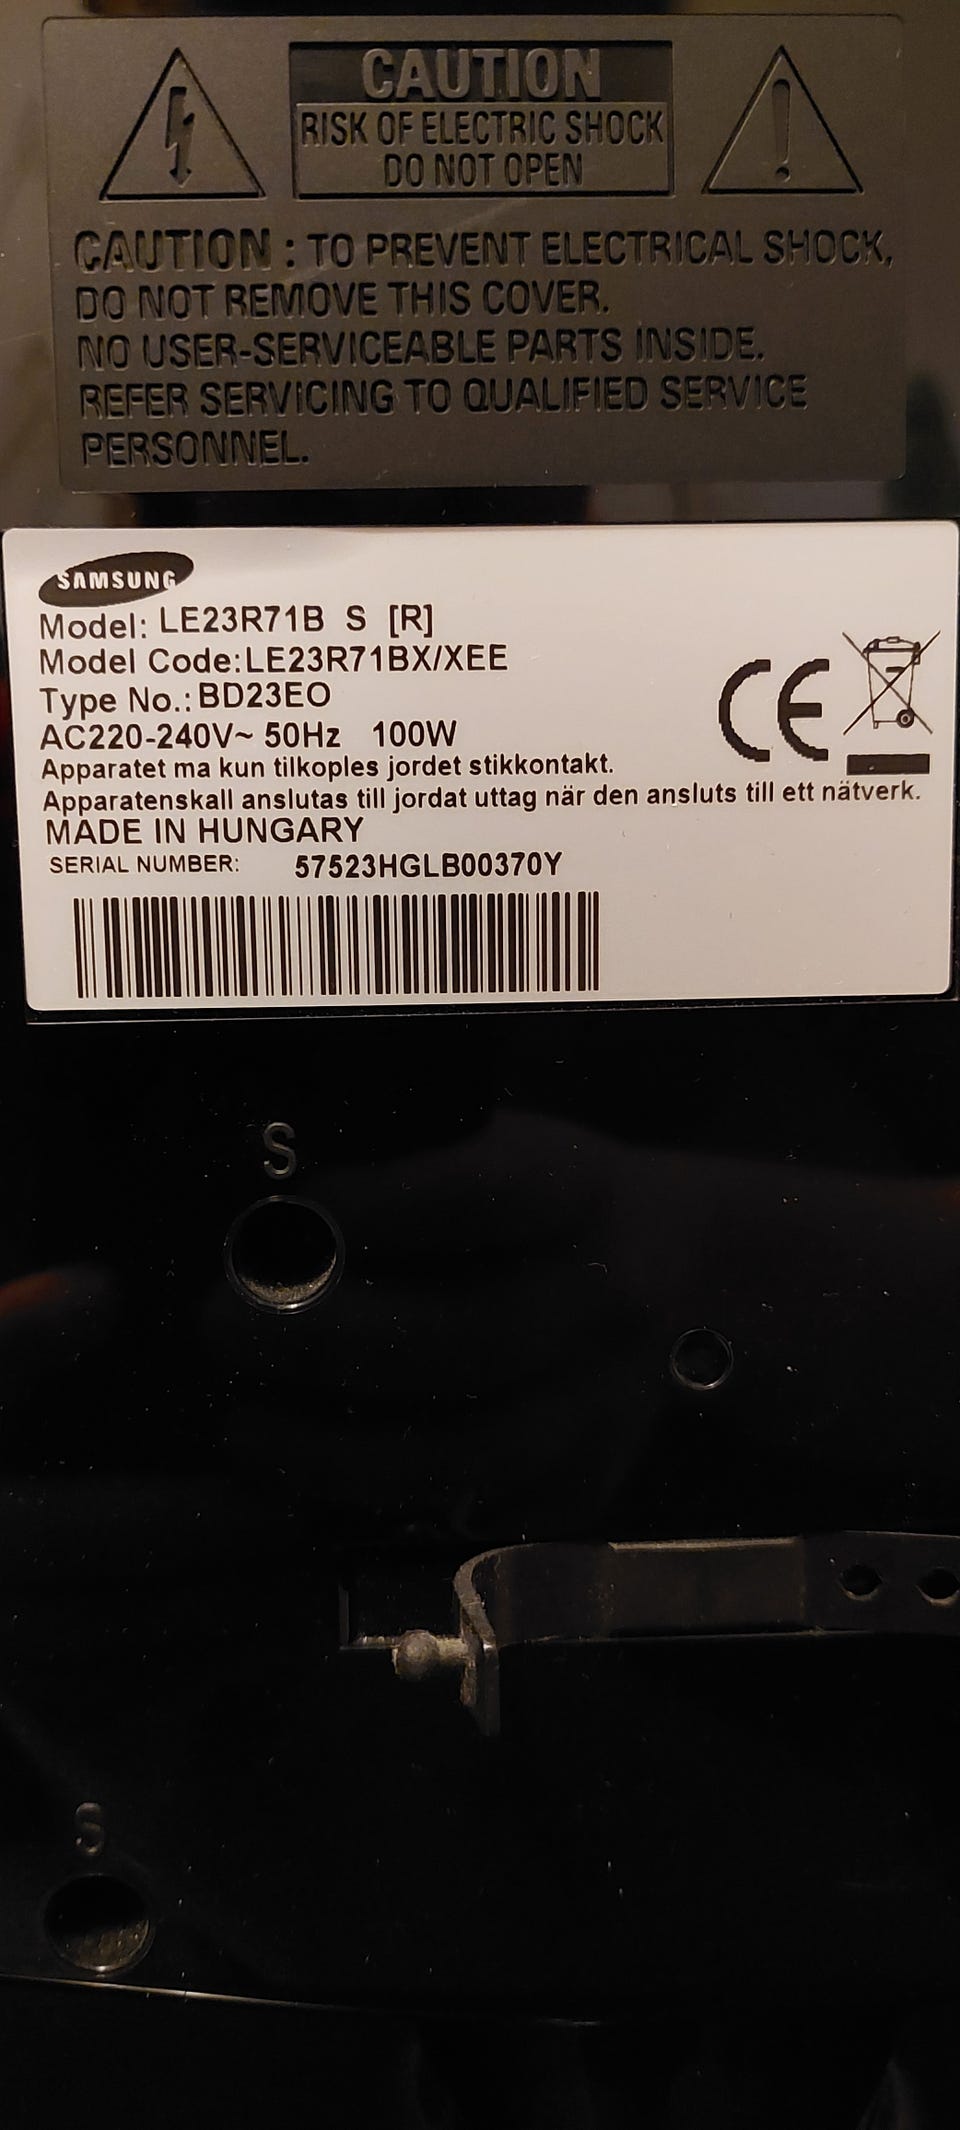 CAUTION
RISK OF ELECTRIC SHOCK
DO NOT OPEN
CAUTION : TO PREVENT ELECTRICAL SHOCK,
DO NOT REMOVE THIS COVER.
NO USER-SERVICEABLE PARTS INSIDE.
REFER SERVICING TO QUALIFIED SERVICE
PERSONNEL.
SAMSUNG
Model: LE23R71B S [R]
Model Code:LE23R71BX/XEE
Type No.: BD23EO
AC220-240V~ 50Hz 100W
Apparatet ma kun tilkoples jordet stikkontakt.
Apparatenskall anslutas till jordat uttag när den ansluts till ett nätverk.
MADE IN HUNGARY
SERIAL NUMBER: 57523HGLB00370Y
CE
S
S